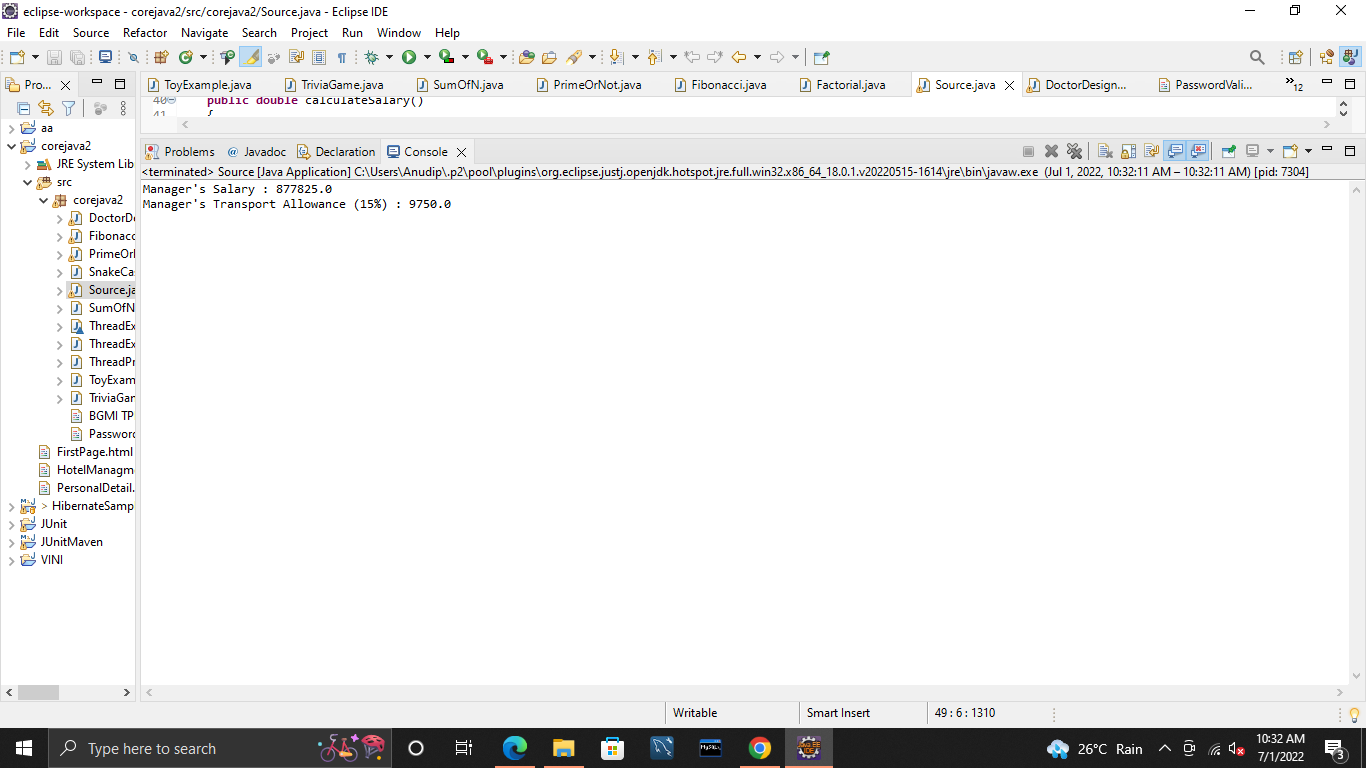 eclipse-workspace - corejava2/src/corejava2/Source.java - Eclipse IDE
File Edit Source Refactor Navigate Search Project Run Window Help
Pro...
ToyExample.java TriviaGame.java SumOfN.java PrimeOrNot.java Fibonacci.java Factorial.java Source.java DoctorDesign... PasswordVali... »12
40 public double calculateSalary()
41 {
aa
corejava2
JRE System Lib
src
corejava2
DoctorDe
Fibonacc
PrimeOrI
SnakeCa
Source.ja
SumOfN
ThreadEx
ThreadEx
ThreadPr
ToyExam
TriviaGar
BGMI TP
Password
FirstPage.html
HotelManagm
PersonalDetail.
> HibernateSamp
JUnit
JUnitMaven
VINI
Problems @ Javadoc Declaration Console
<terminated> Source [Java Application] C:\Users\Anudip\.p2\pool\plugins\org.eclipse.justj.openjdk.hotspot.jre.full.win32.x86_64_18.0.1.v20220515-1614\jre\bin\javaw.exe (Jul 1, 2022, 10:32:11 AM – 10:32:11 AM) [pid: 7304]
Manager's Salary : 877825.0
Manager's Transport Allowance (15%) : 9750.0
Writable Smart Insert 49 : 6 : 1310
Type here to search
26°C Rain
10:32 AM
7/1/2022
3